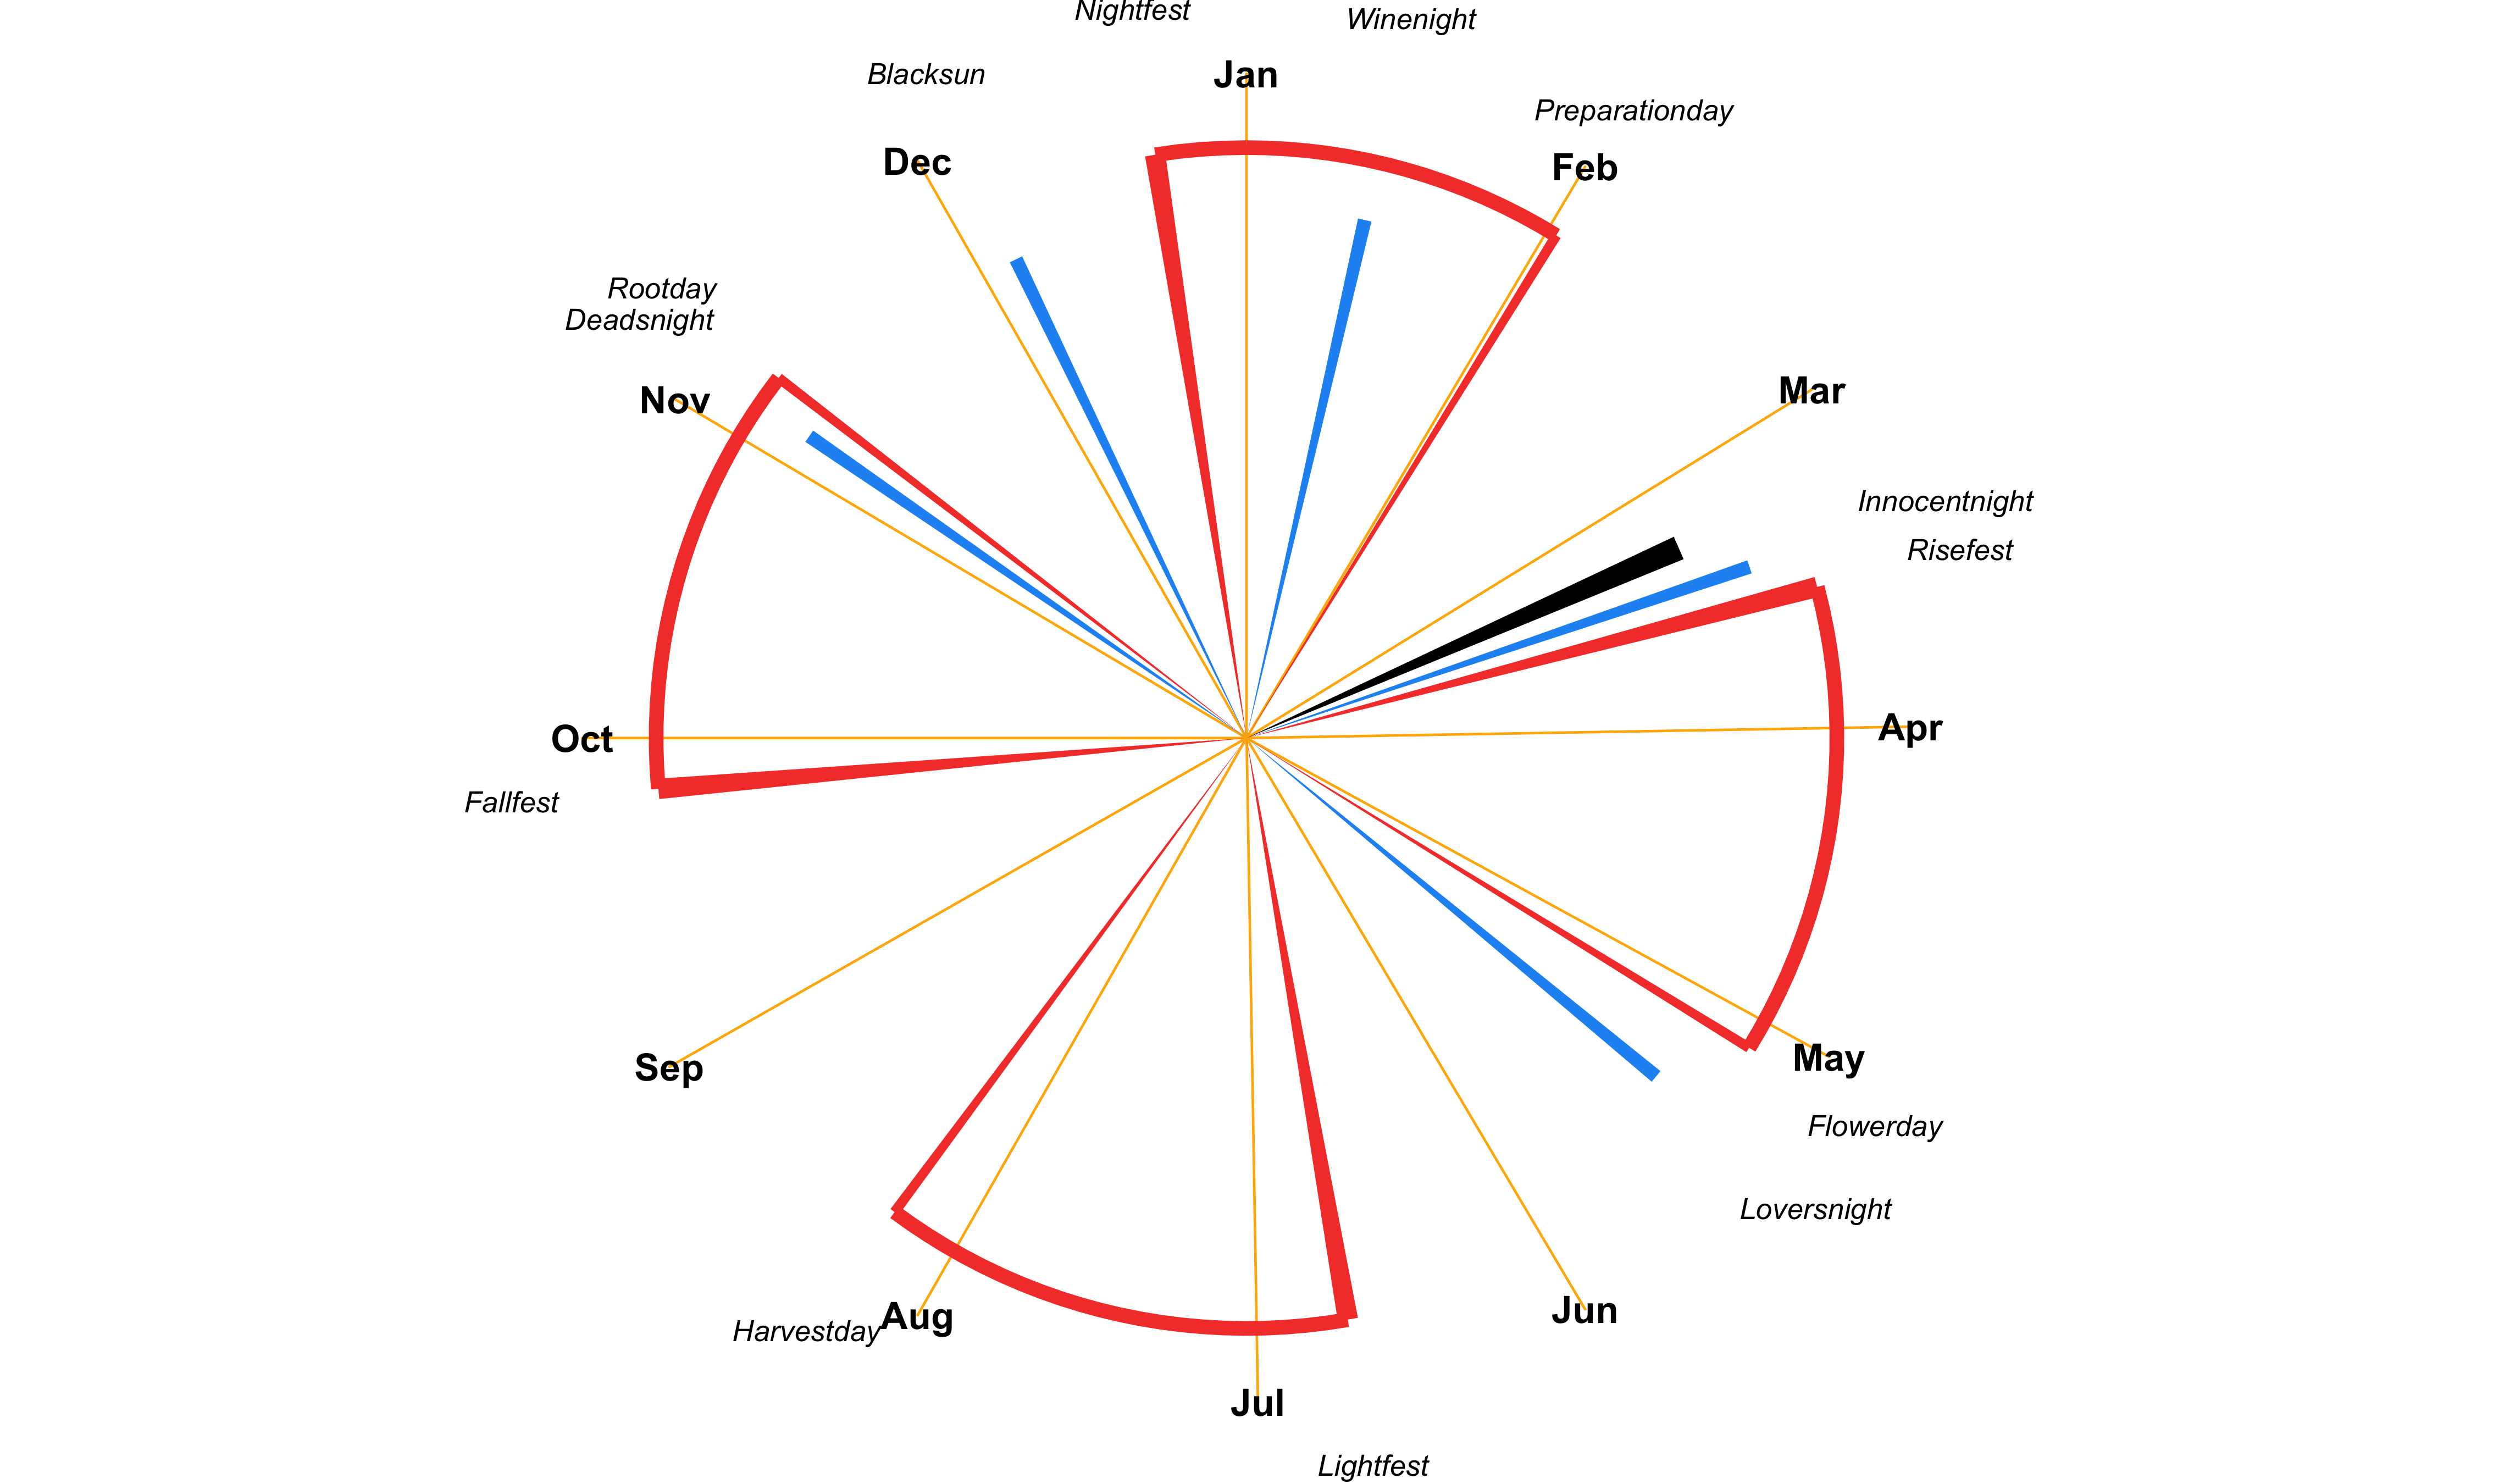 Nightfest
Winenight
Blacksun
Jan
Preparationday
Dec
Feb
Rootday
Deadsnight
Nov
Mar
Innocentnight
Risefest
Oct
Apr
Fallfest
Sep
May
Flowerday
Loversnight
Harvestday
Aug
Jun
Jul
Lightfest